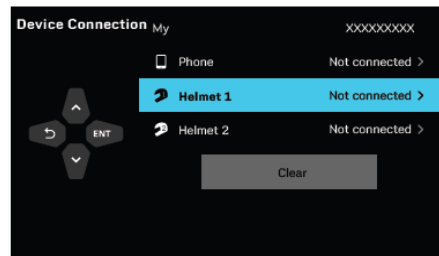 Device Connection My XXXXXXXXX
Phone Not connected >
Helmet 1 Not connected >
ENT Helmet 2 Not connected >
Clear